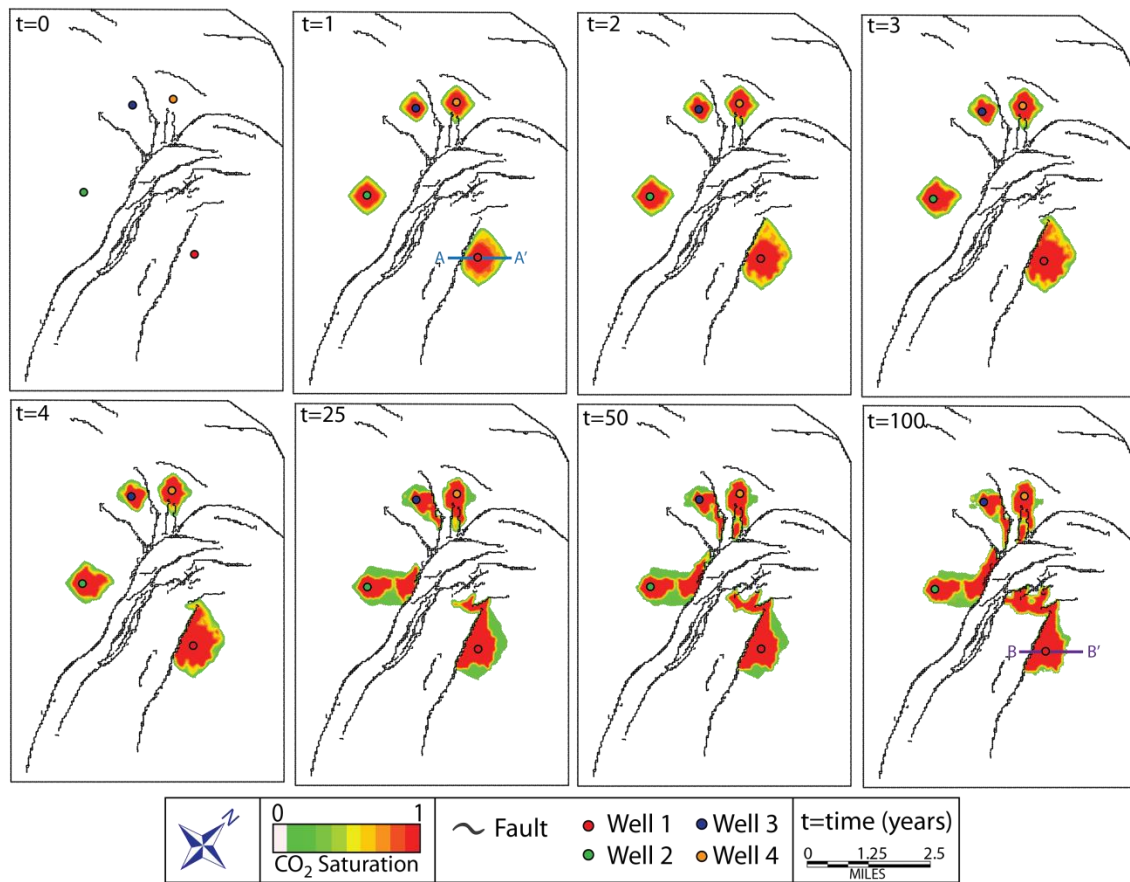 t=0
t=1
t=2
t=3
A A'
t=4
t=25
t=50
t=100
B B'
N
0 1
CO₂ Saturation
Fault
Well 1
Well 2
Well 3
Well 4
t=time (years)
0 1.25 2.5
MILES